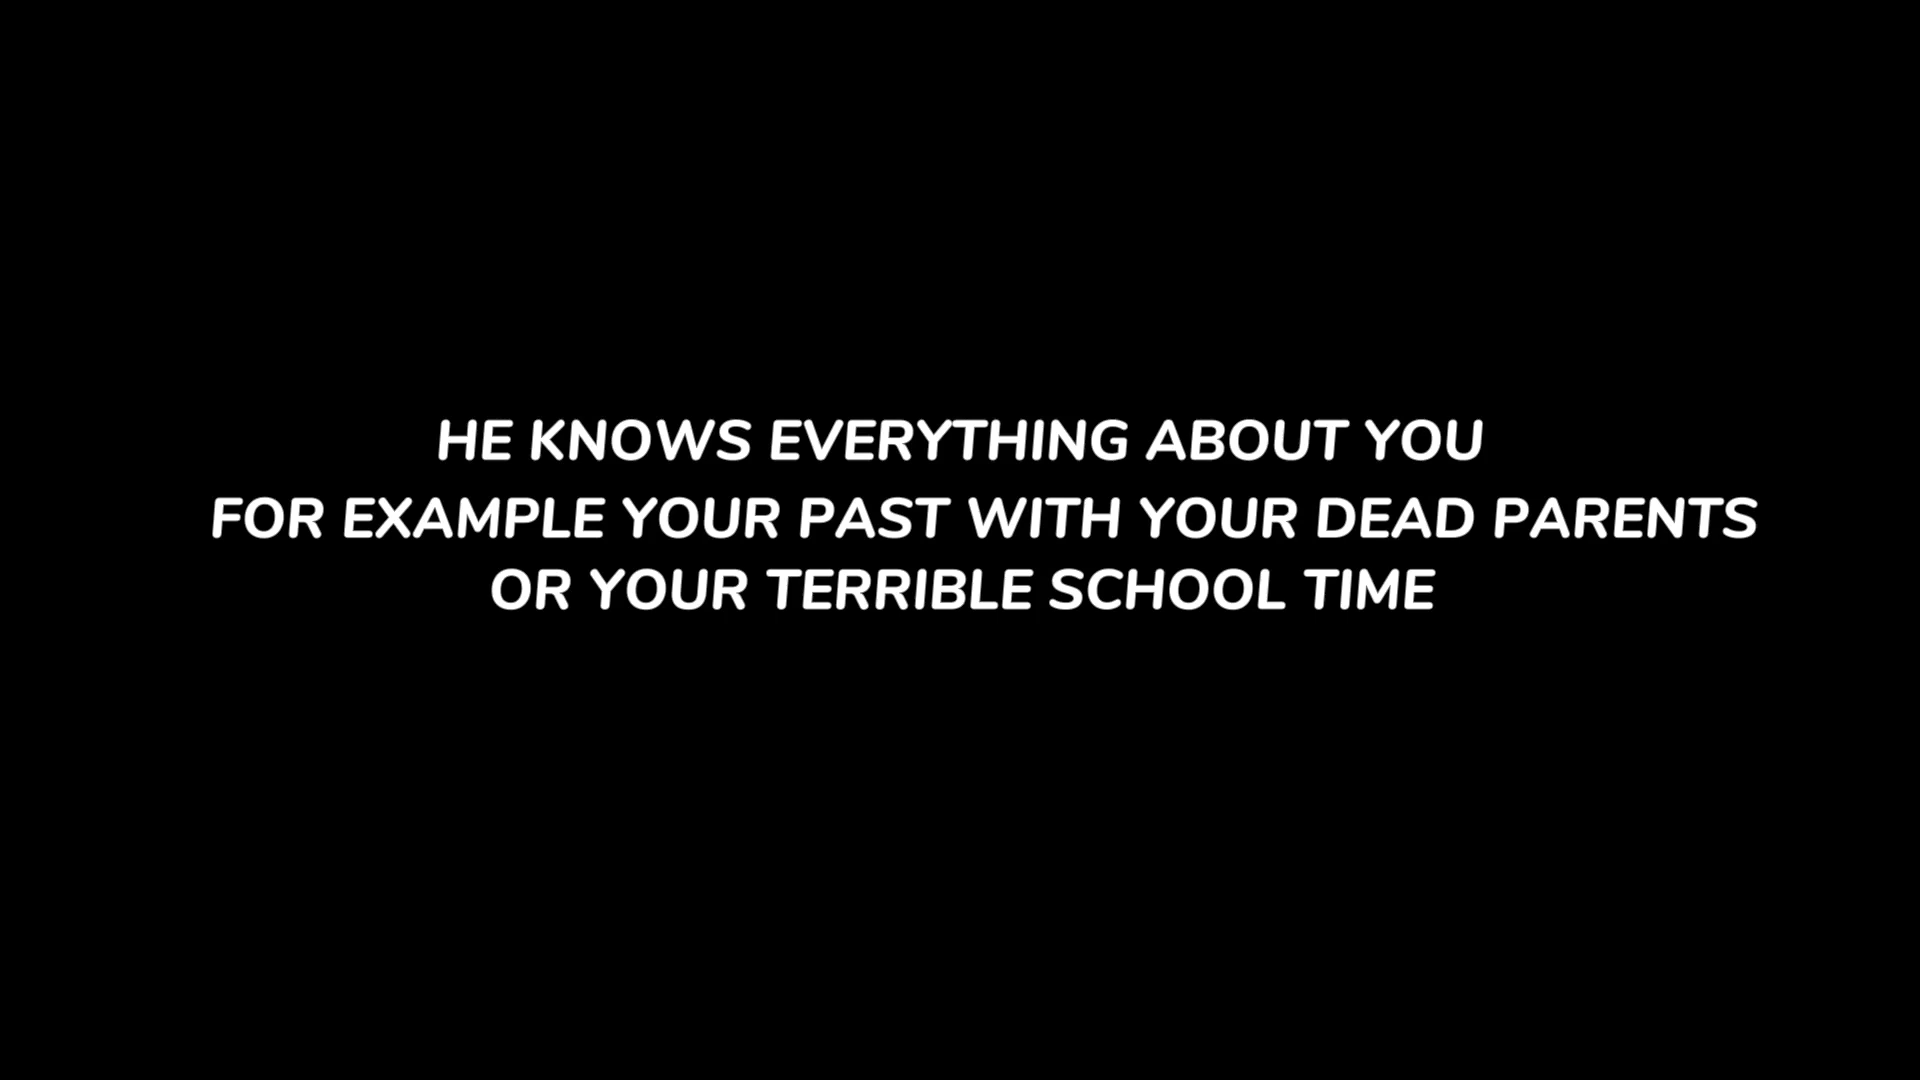 HE KNOWS EVERYTHING ABOUT YOU
FOR EXAMPLE YOUR PAST WITH YOUR DEAD PARENTS
OR YOUR TERRIBLE SCHOOL TIME